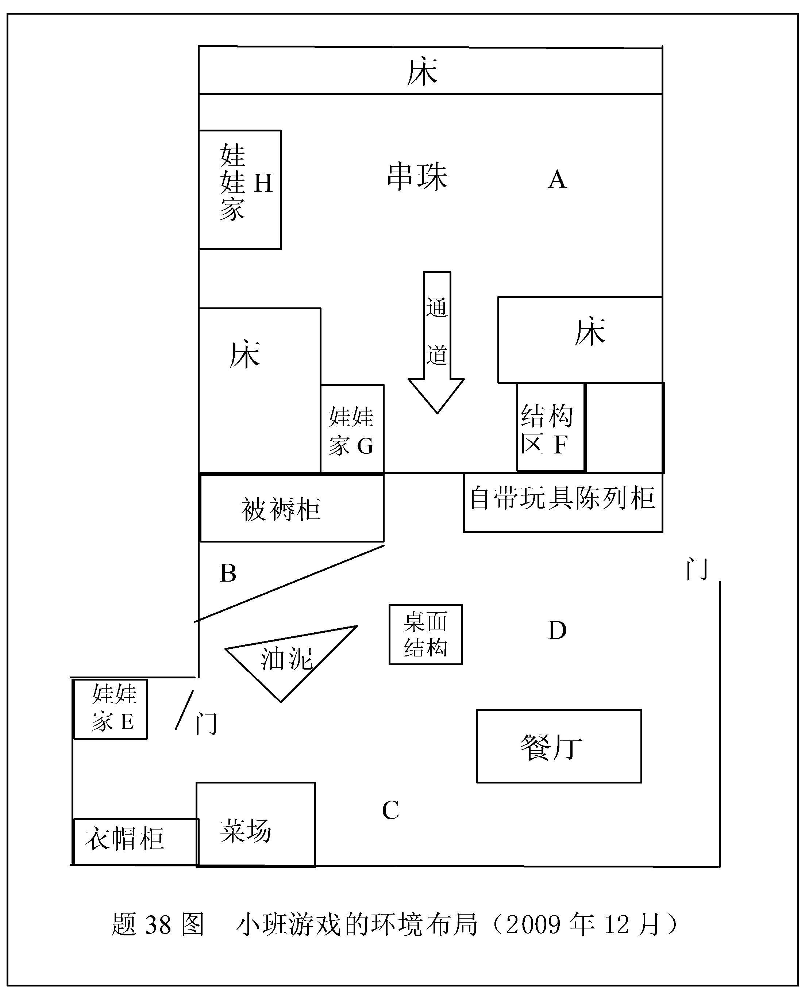 床
娃
娃 H
家
串珠
A
通
道
床
床
娃娃
家 G
结构
区 F
被褥柜
自带玩具陈列柜
B
门
桌面
结构
D
油泥
娃娃
家 E
门
餐厅
C
菜场
衣帽柜
题 38 图 小班游戏的环境布局（2009 年 12 月）